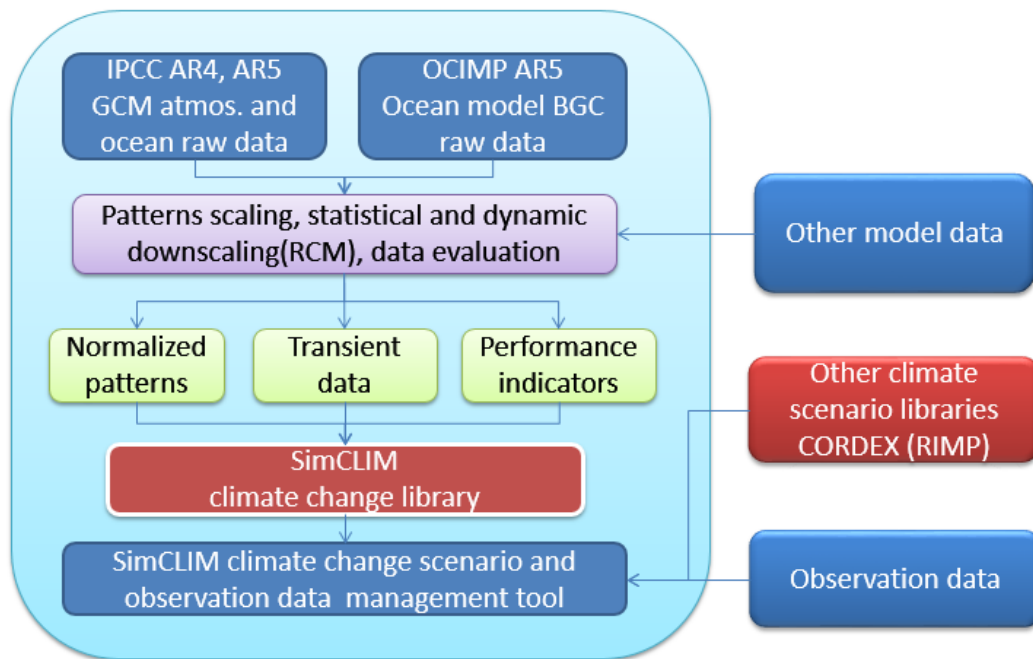 IPCC AR4, AR5
GCM atmos. and
ocean raw data
OCIMP AR5
Ocean model BGC
raw data
Patterns scaling, statistical and dynamic
downscaling(RCM), data evaluation
Other model data
Normalized
patterns
Transient
data
Performance
indicators
Other climate
scenario libraries
CORDEX (RIMP)
SimCLIM
climate change library
SimCLIM climate change scenario and
observation data management tool
Observation data